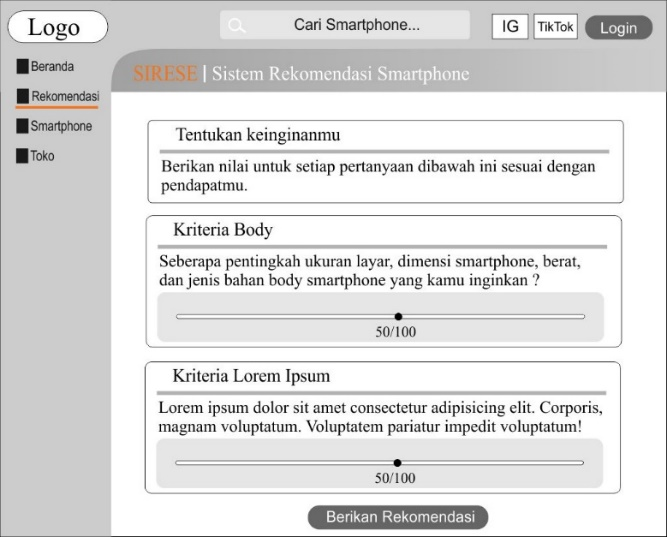 Logo
Cari Smartphone...
IG
TikTok
Login
Beranda
Rekomendasi
Smartphone
Toko
SIRESE | Sistem Rekomendasi Smartphone
Tentukan keinginanmu
Berikan nilai untuk setiap pertanyaan dibawah ini sesuai dengan
pendapatmu.
Kriteria Body
Seberapa pentingkah ukuran layar, dimensi smartphone, berat,
dan jenis bahan body smartphone yang kamu inginkan ?
50/100
Kriteria Lorem Ipsum
Lorem ipsum dolor sit amet consectetur adipisicing elit. Corporis,
magnam voluptatum. Voluptatem pariatur impedit voluptatum!
50/100
Berikan Rekomendasi